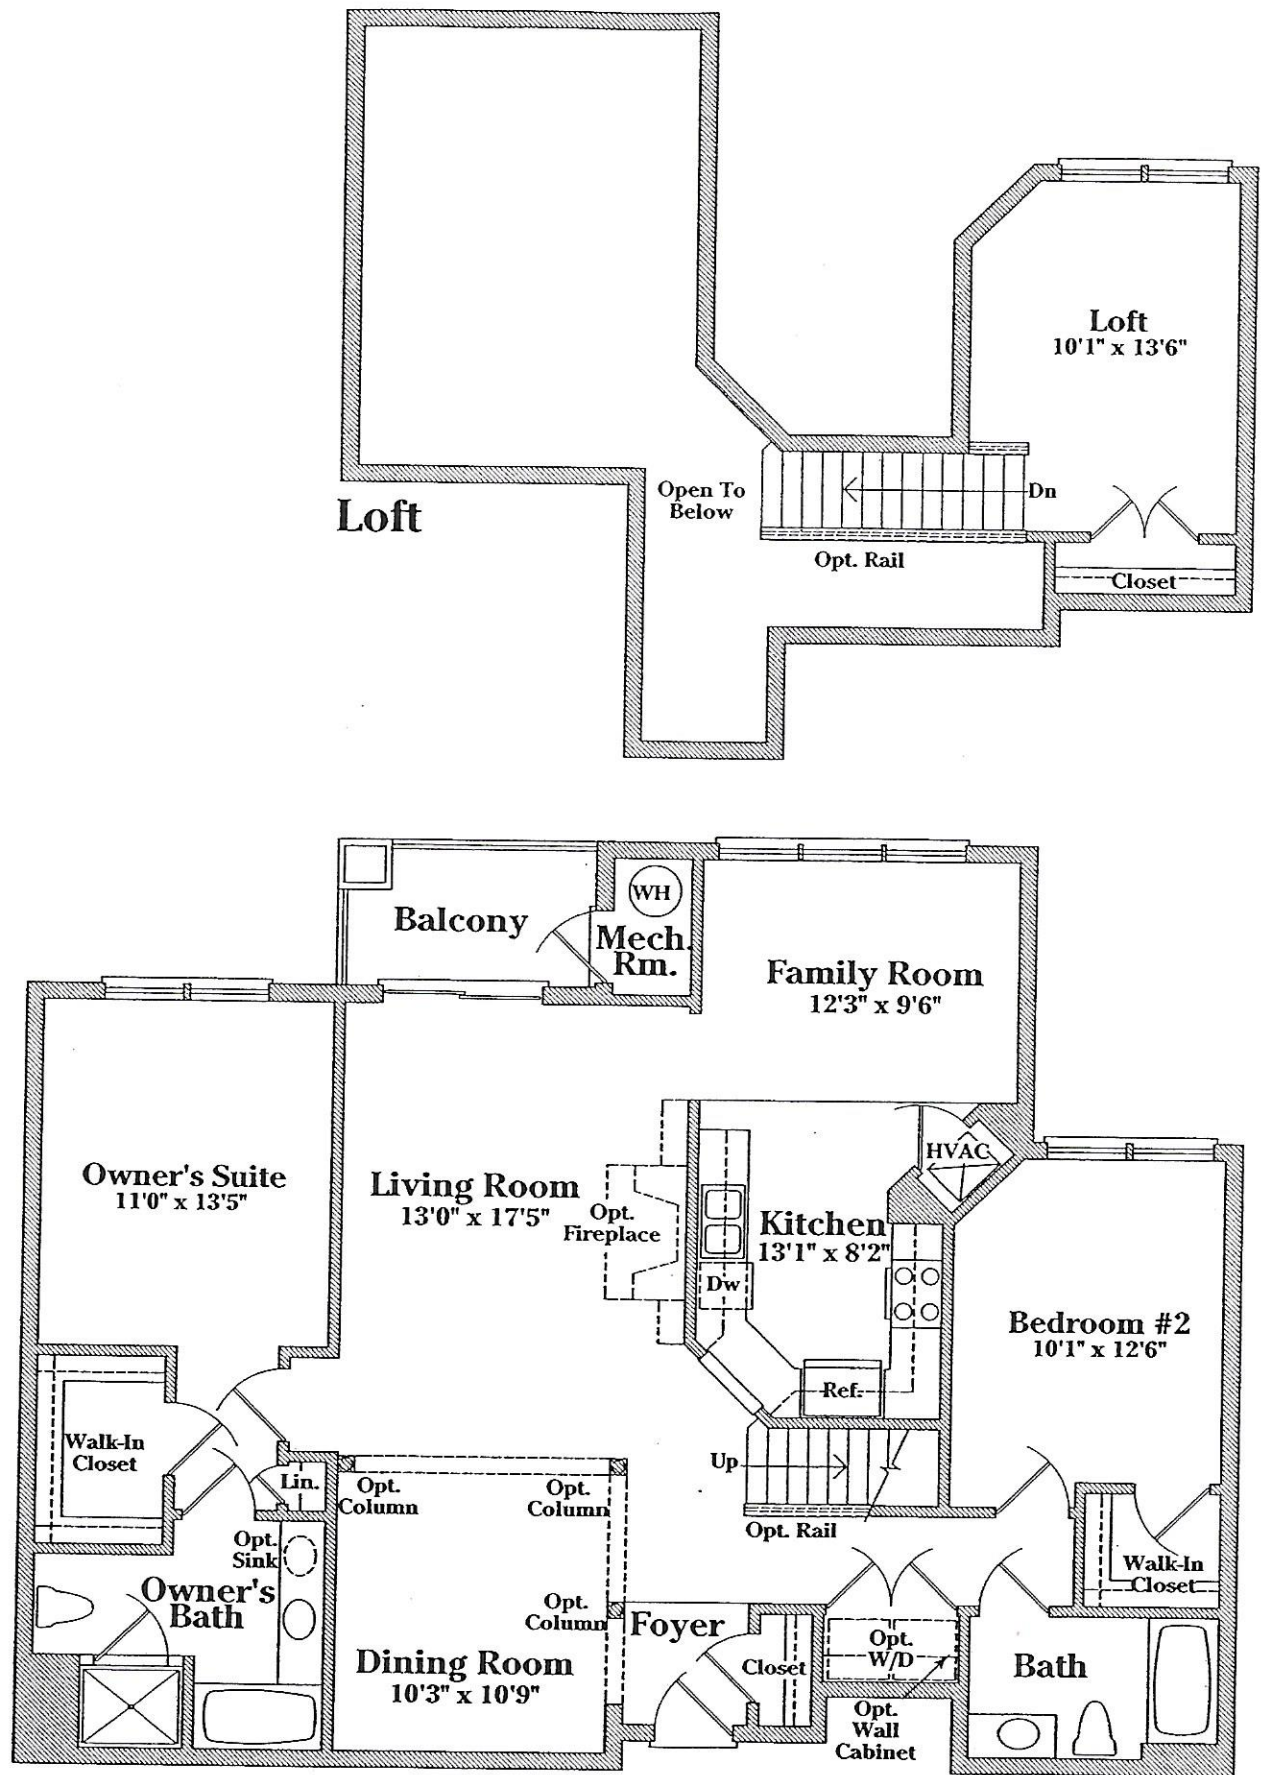 Loft
10'1" x 13'6"
Open To
Below
Dn
Loft
Opt. Rail
Closet
WH
Balcony
Mech.
Rm.
Family Room
12'3" x 9'6"
HVAC
Owner's Suite
11'0" x 13'5"
Living Room
13'0" x 17'5"
Opt.
Fireplace
Kitchen
13'1" x 8'2"
Dw
Bedroom #2
10'1" x 12'6"
Ref.
Walk-In
Closet
Up
Lin.
Opt.
Column
Opt.
Column
Opt. Rail
Opt.
Sink
Walk-In
Closet
Owner's
Bath
Opt.
Column
Foyer
Opt.
W/D
Dining Room
10'3" x 10'9"
Closet
Bath
Opt.
Wall
Cabinet